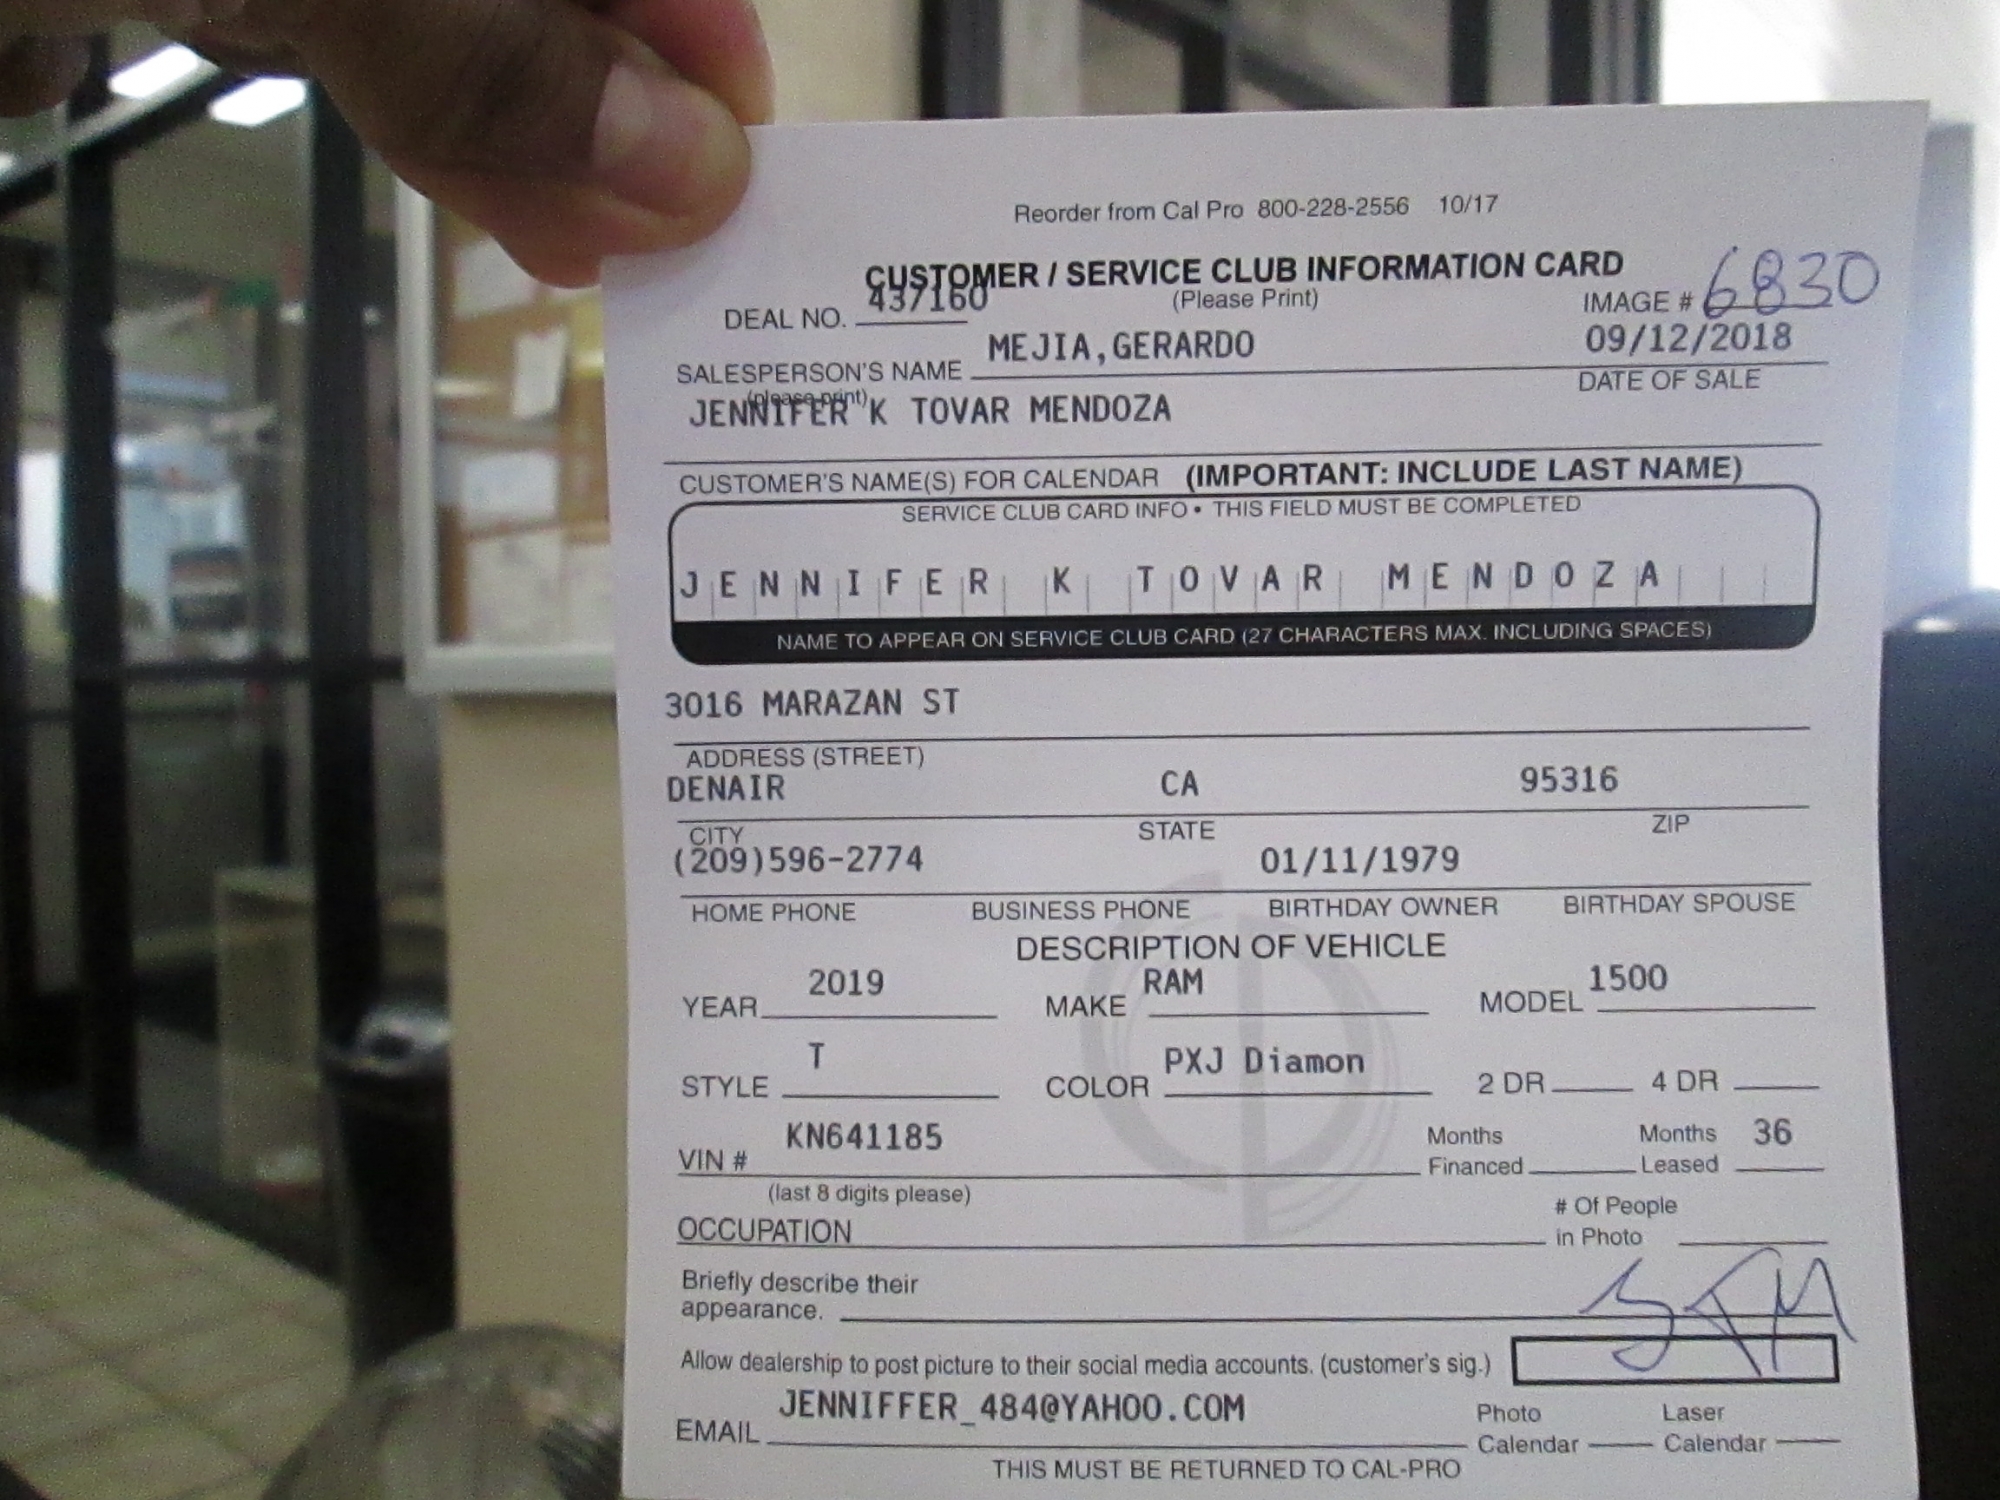 Reorder from Cal Pro 800-228-2556 10/17
CUSTOMER / SERVICE CLUB INFORMATION CARD
(Please Print)
DEAL NO. 437160
IMAGE # 6830
SALESPERSON'S NAME MEJIA,GERARDO
(please print)
09/12/2018
DATE OF SALE
JENNIFER K TOVAR MENDOZA
CUSTOMER'S NAME(S) FOR CALENDAR (IMPORTANT: INCLUDE LAST NAME)
SERVICE CLUB CARD INFO • THIS FIELD MUST BE COMPLETED
JENNIFER K TOVAR MENDOZA
NAME TO APPEAR ON SERVICE CLUB CARD (27 CHARACTERS MAX. INCLUDING SPACES)
3016 MARAZAN ST
ADDRESS (STREET)
DENAIR CA 95316
CITY STATE ZIP
(209)596-2774 01/11/1979
HOME PHONE BUSINESS PHONE BIRTHDAY OWNER BIRTHDAY SPOUSE
DESCRIPTION OF VEHICLE
YEAR 2019 MAKE RAM MODEL 1500
STYLE T COLOR PXJ Diamon 2 DR 4 DR
VIN # KN641185 Months Financed Months Leased 36
(last 8 digits please)
OCCUPATION # Of People in Photo
Briefly describe their
appearance.
Allow dealership to post picture to their social media accounts. (customer's sig.)
EMAIL JENNIFFER_484@YAHOO.COM Photo Calendar Laser Calendar
THIS MUST BE RETURNED TO CAL-PRO